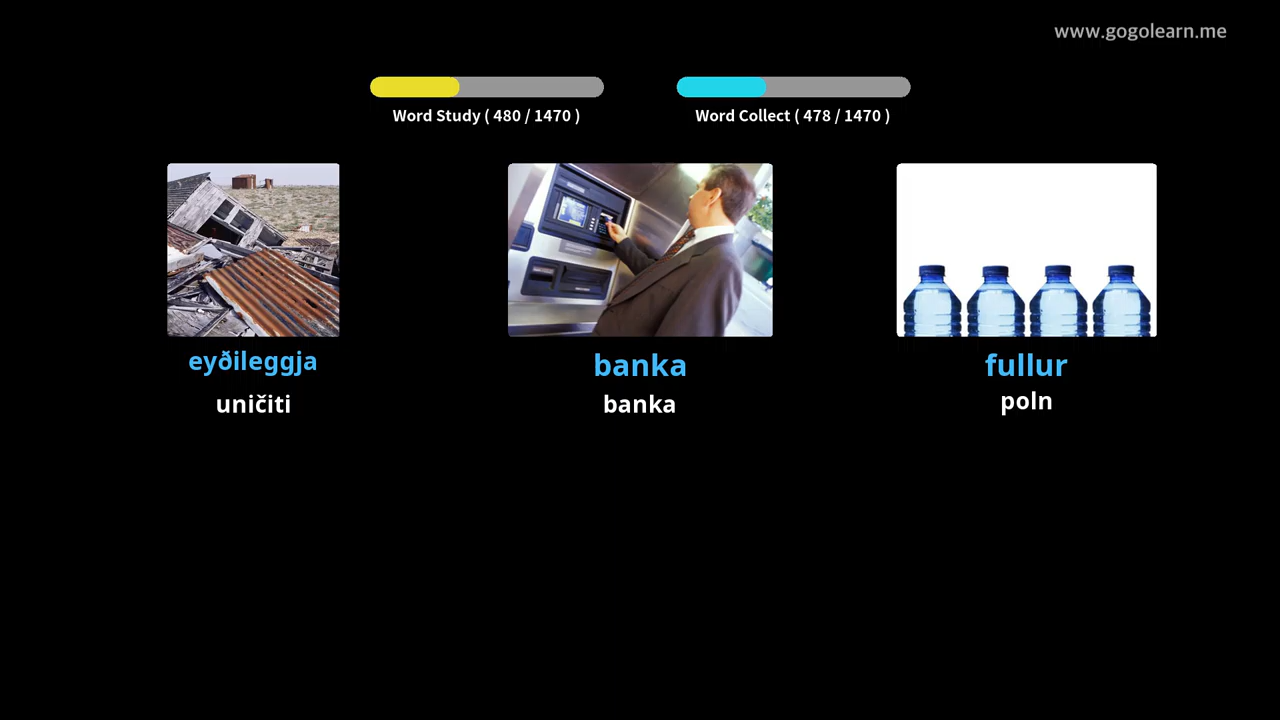 www.gogolearn.me
Word Study ( 480 / 1470 )
Word Collect ( 478 / 1470 )
eyðileggja
uničiti
banka
banka
fullur
poln